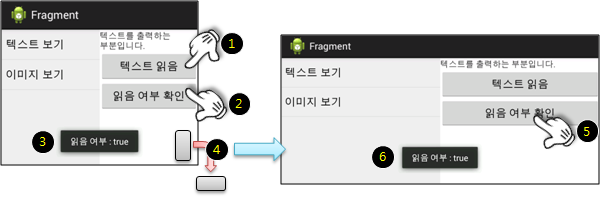 Fragment
텍스트 보기
이미지 보기
텍스트를 출력하는
부분입니다.
텍스트 읽음
읽음 여부 확인
1
2
3
읽음 여부 : true
4
Fragment
텍스트 보기
이미지 보기
텍스트를 출력하는 부분입니다.
텍스트 읽음
읽음 여부 확인
5
6
읽음 여부 : true